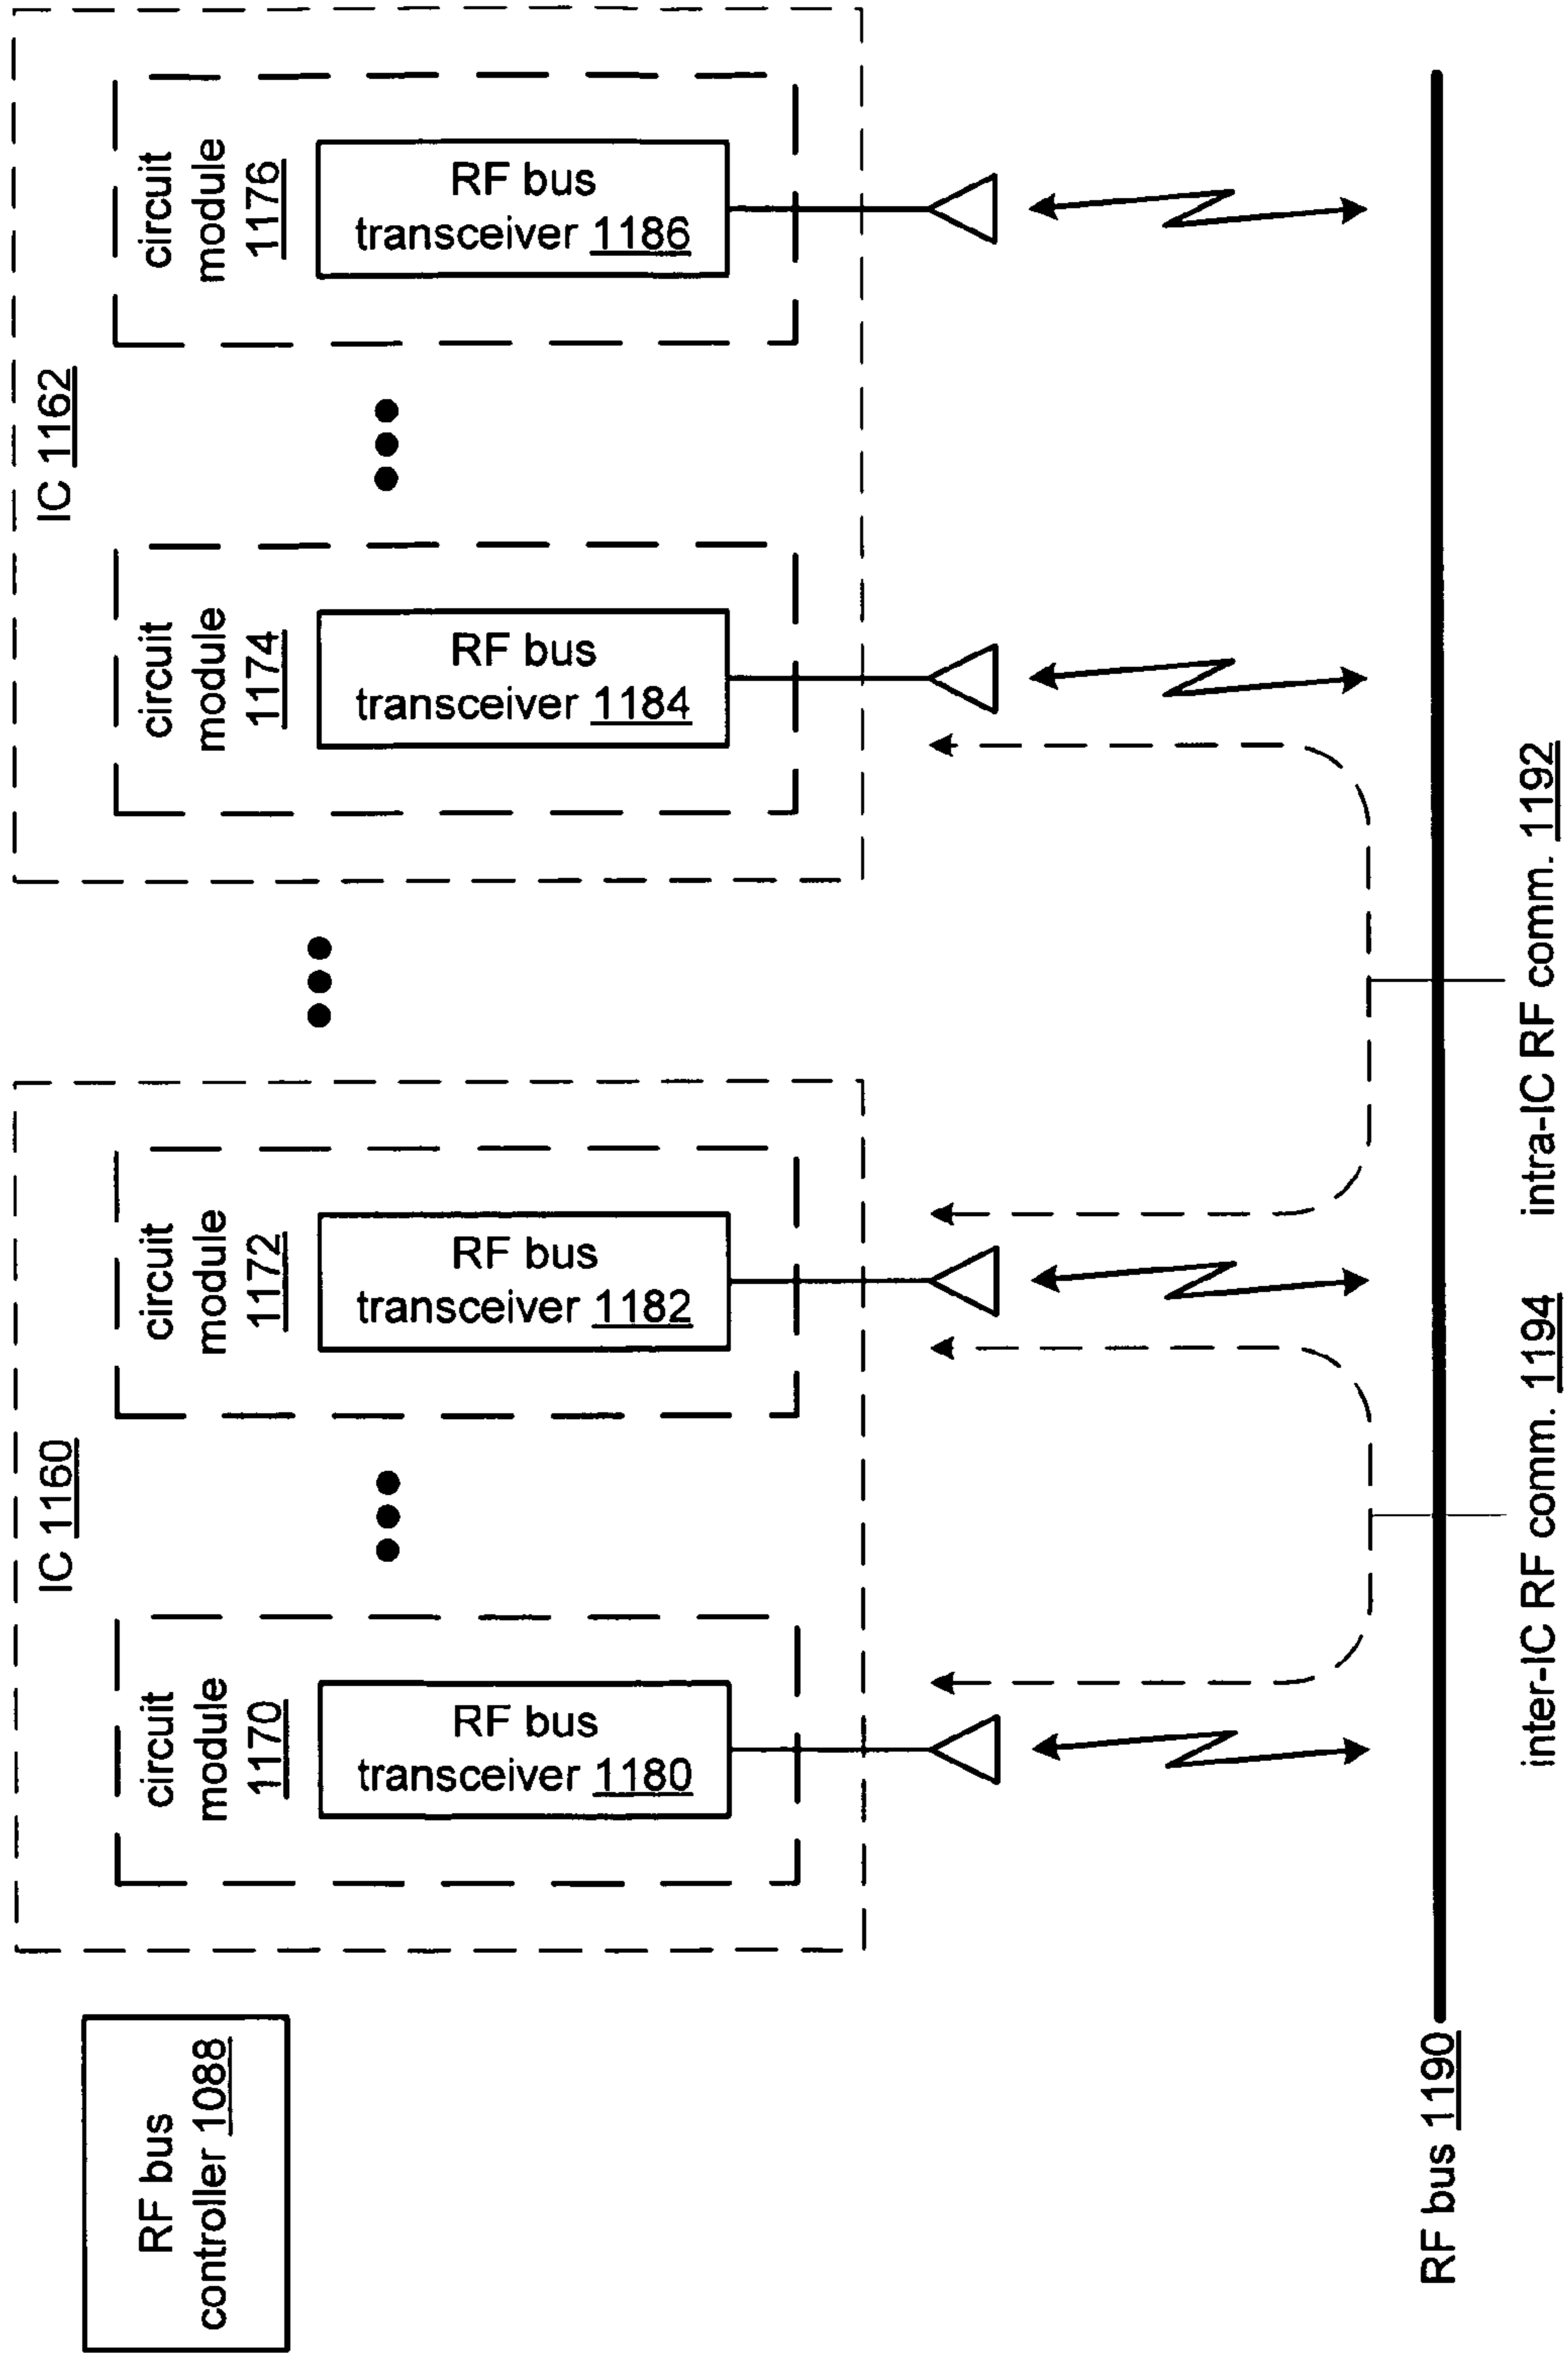 RF bus
controller 1088
IC 1160
circuit
module
1170
RF bus
transceiver 1180
circuit
module
1172
RF bus
transceiver 1182
IC 1162
circuit
module
1174
RF bus
transceiver 1184
circuit
module
1176
RF bus
transceiver 1186
RF bus 1190
inter-IC RF comm. 1194
intra-IC RF comm. 1192